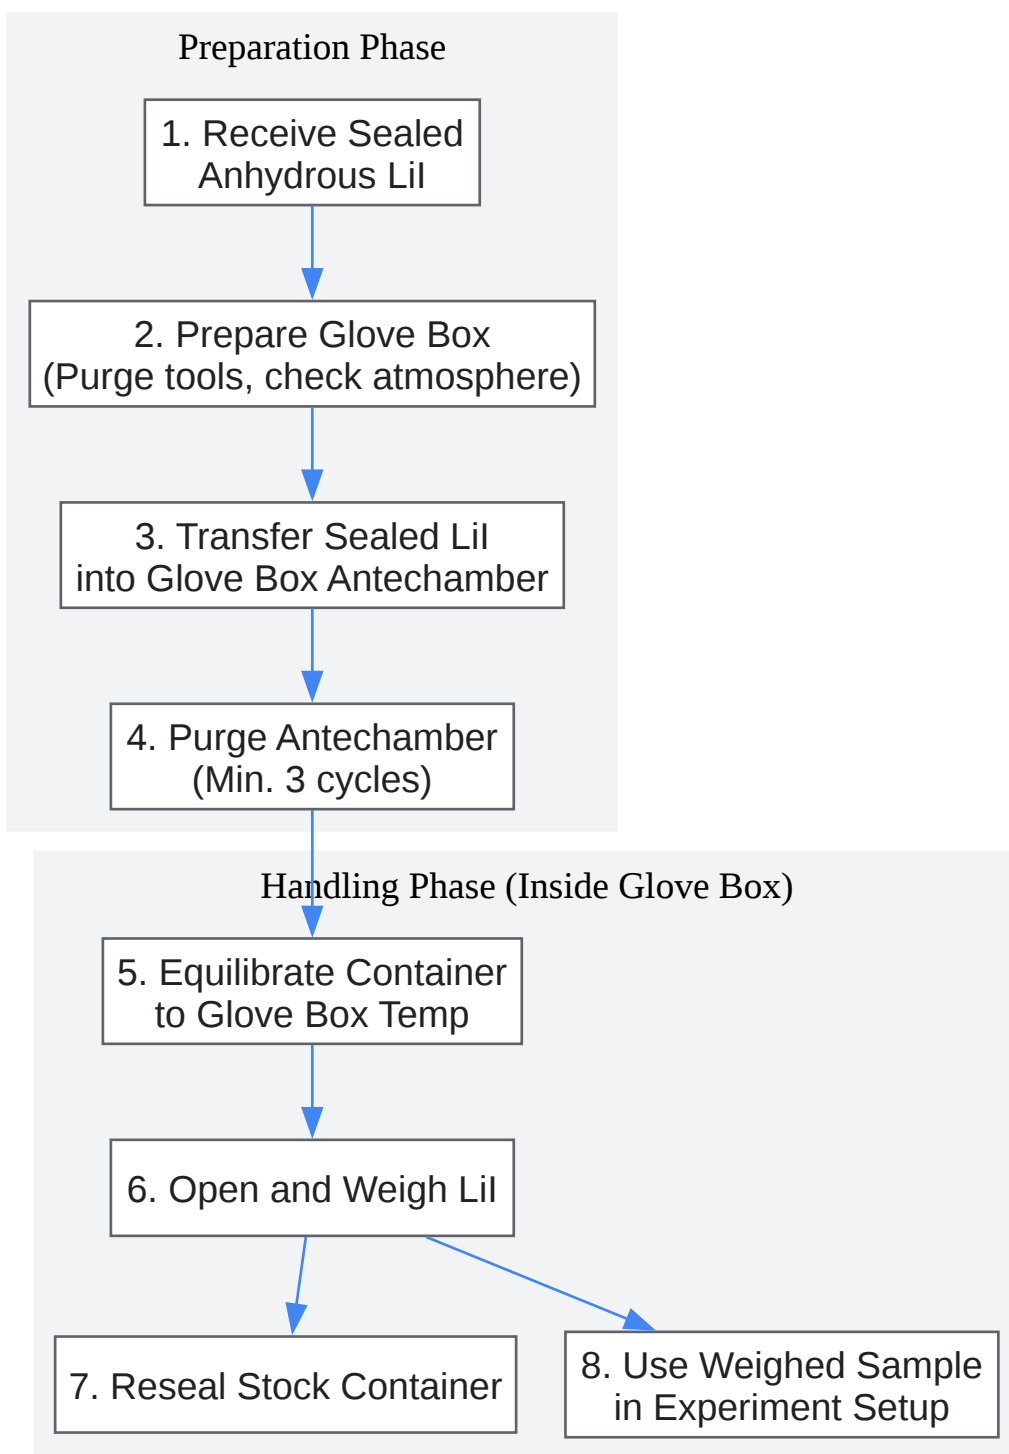 Preparation Phase
1. Receive Sealed
Anhydrous LiI
2. Prepare Glove Box
(Purge tools, check atmosphere)
3. Transfer Sealed LiI
into Glove Box Antechamber
4. Purge Antechamber
(Min. 3 cycles)
Handling Phase (Inside Glove Box)
5. Equilibrate Container
to Glove Box Temp
6. Open and Weigh LiI
7. Reseal Stock Container
8. Use Weighed Sample
in Experiment Setup